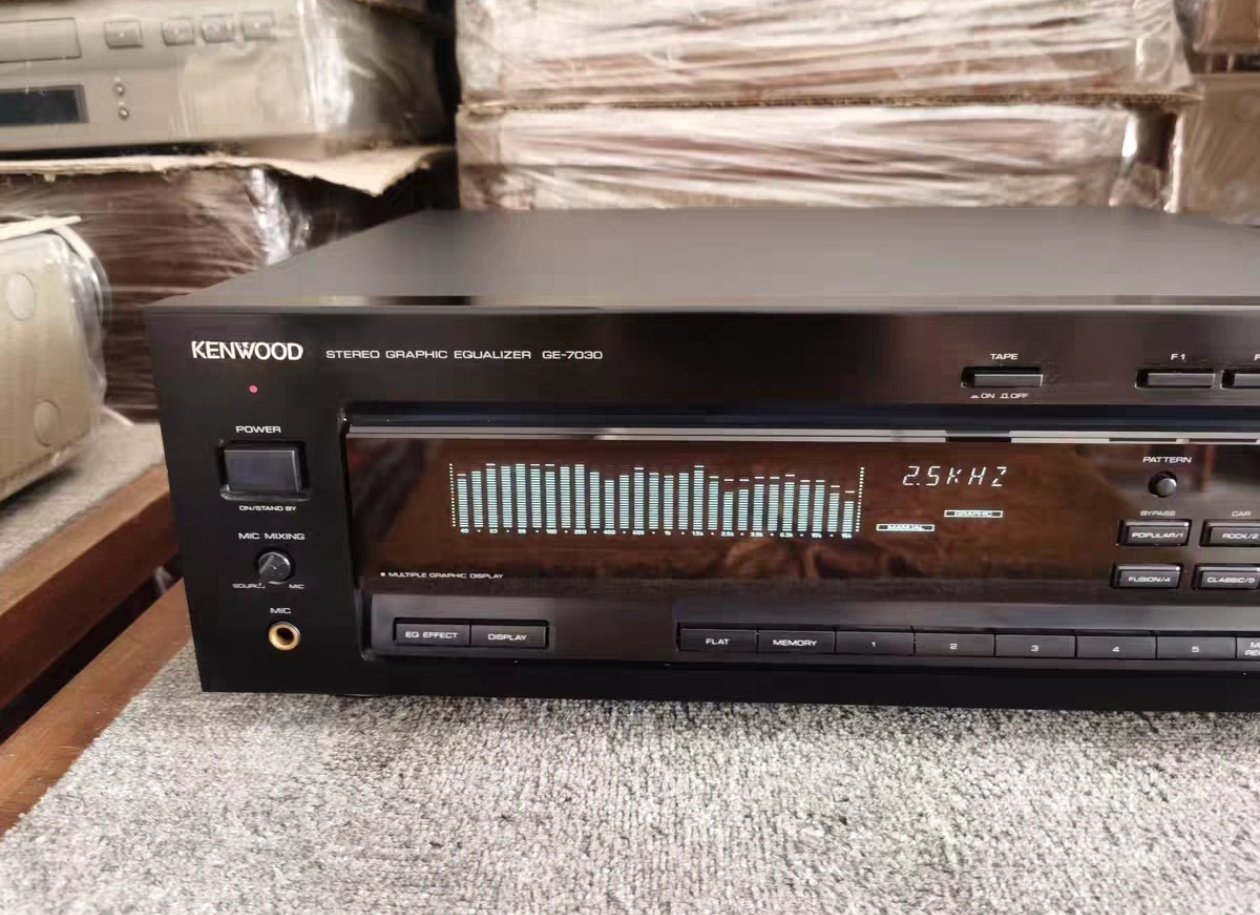 KENWOOD STEREO GRAPHIC EQUALIZER GE-7030
TAPE
F1
ON OFF
POWER
ON/STAND BY
2.5kHZ
GRAPHIC
MANUAL
PATTERN
BYPASS
CAR
POPULAR/1
ROCK/2
FUSION/4
CLASSIC/5
MIC MIXING
SOURCE
MIC
MULTIPLE GRAPHIC DISPLAY
MIC
EQ EFFECT
DISPLAY
FLAT
MEMORY
1
2
3
4
5